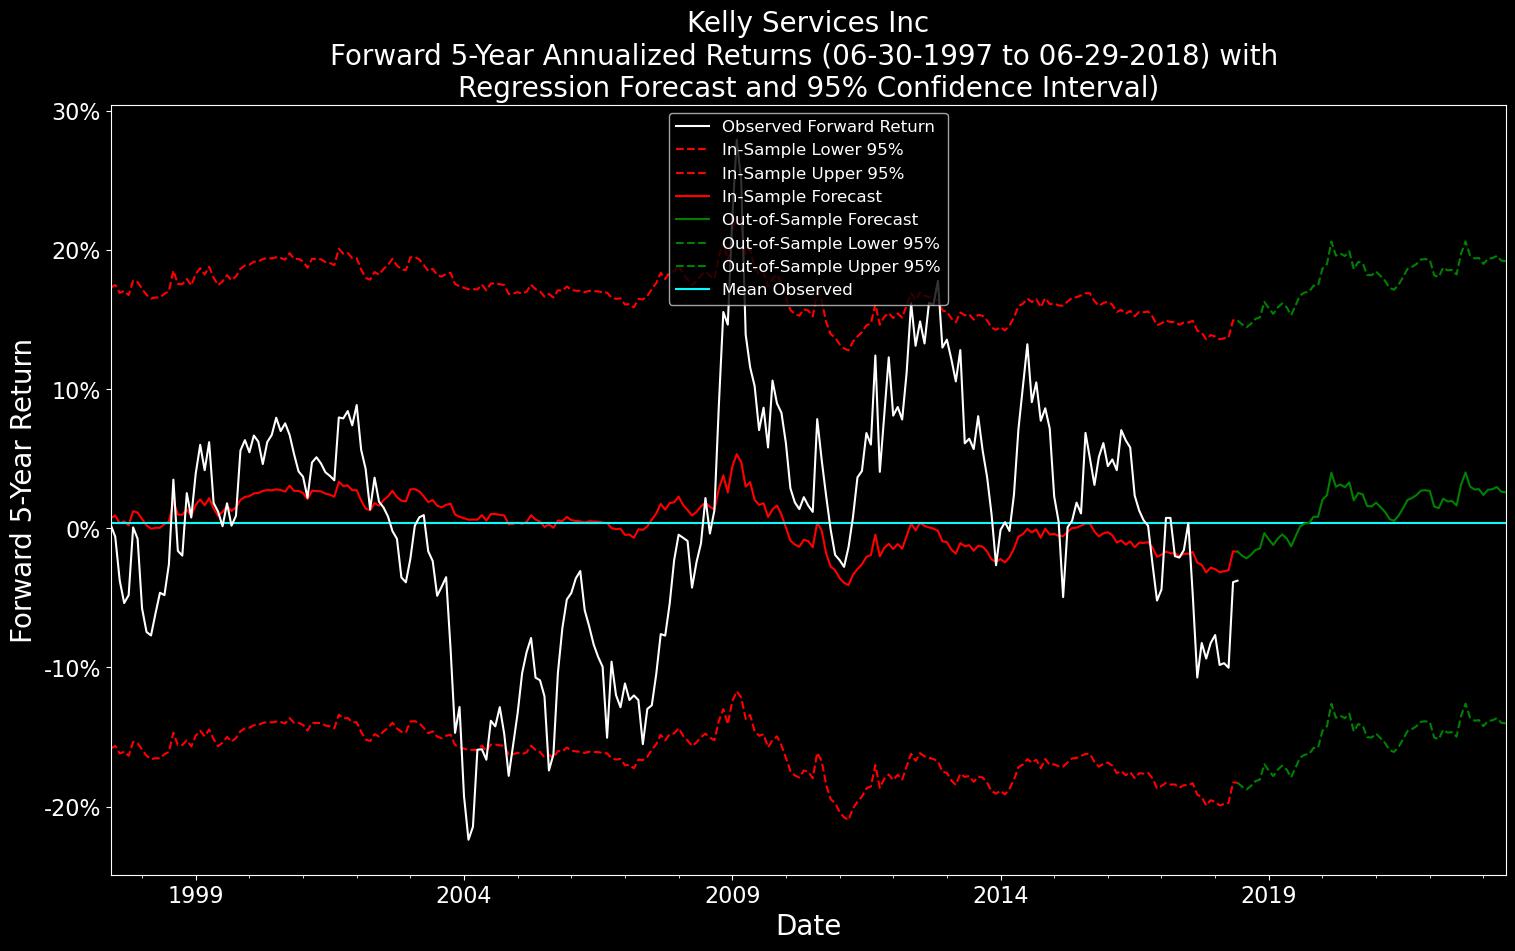 Kelly Services Inc
Forward 5-Year Annualized Returns (06-30-1997 to 06-29-2018) with
Regression Forecast and 95% Confidence Interval)
30%
20%
10%
0%
-10%
-20%
Forward 5-Year Return
Observed Forward Return
In-Sample Lower 95%
In-Sample Upper 95%
In-Sample Forecast
Out-of-Sample Forecast
Out-of-Sample Lower 95%
Out-of-Sample Upper 95%
Mean Observed
1999 2004 2009 2014 2019
Date